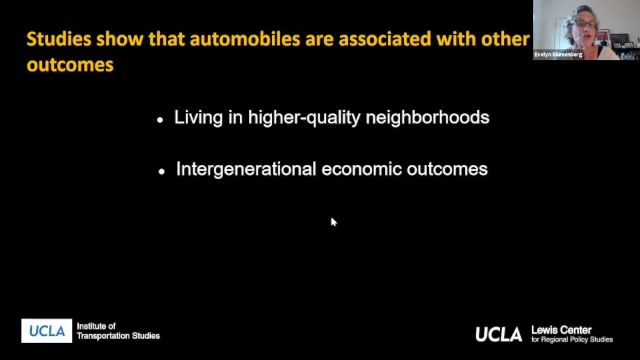 Studies show that automobiles are associated with other
outcomes
Evelyn Blumenberg
• Living in higher-quality neighborhoods
• Intergenerational economic outcomes
UCLA
Institute of
Transportation Studies
UCLA
Lewis Center
for Regional Policy Studies